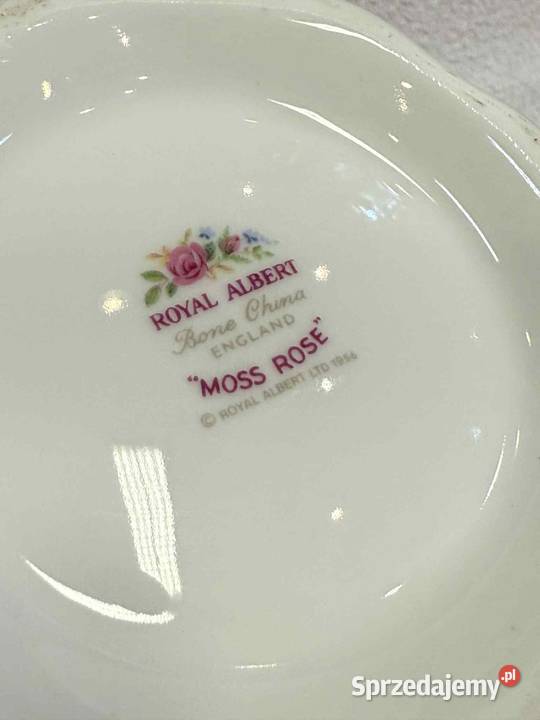 ROYAL ALBERT
Bone China
ENGLAND
"MOSS ROSE"
© ROYAL ALBERT LTD 1956
Sprzedajemy.pl